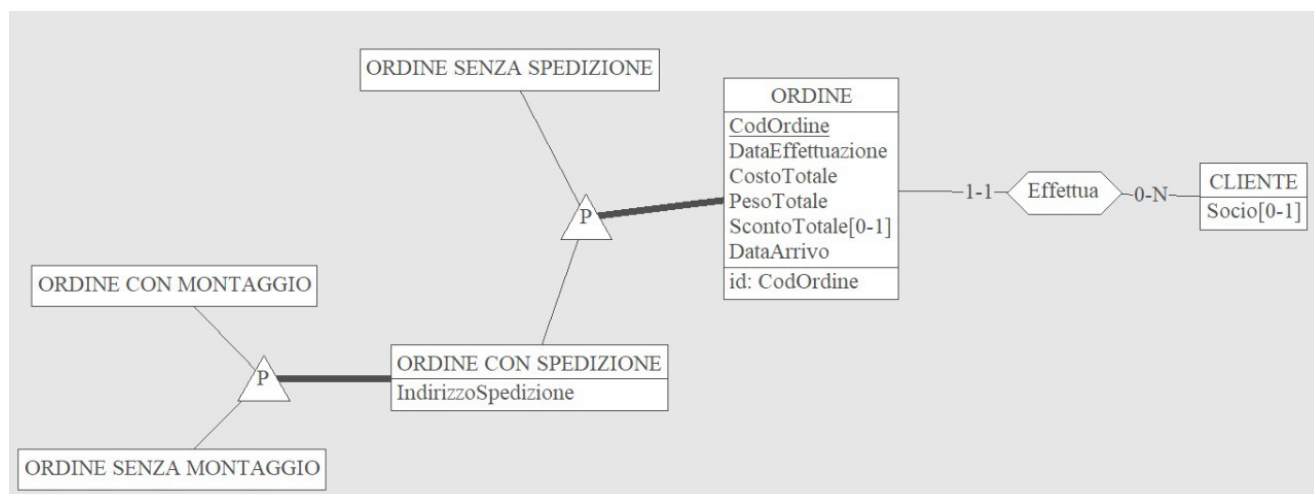 ORDINE SENZA SPEDIZIONE
ORDINE
CodOrdine
DataEffettuazione
CostoTotale
PesoTotale
ScontoTotale[0-1]
DataArrivo
id: CodOrdine
1-1
Effettua
0-N
CLIENTE
Socio[0-1]
P
ORDINE CON MONTAGGIO
P
ORDINE CON SPEDIZIONE
IndirizzoSpedizione
ORDINE SENZA MONTAGGIO